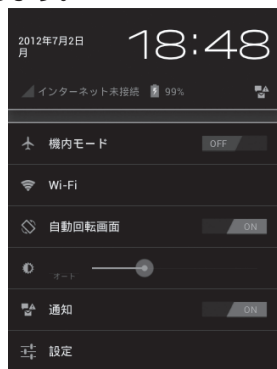 2012年7月2日
月
18:48
インターネット未接続 99%
機内モード OFF
Wi-Fi
自動回転画面 ON
オート
通知 ON
設定